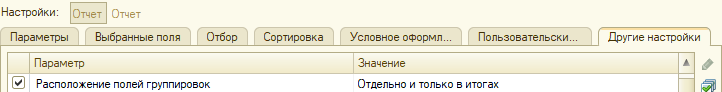 Настройки: Отчет Отчет
Параметры Выбранные поля Отбор Сортировка Условное оформл... Пользовательски... Другие настройки
Параметр Значение
Расположение полей группировок Отдельно и только в итогах